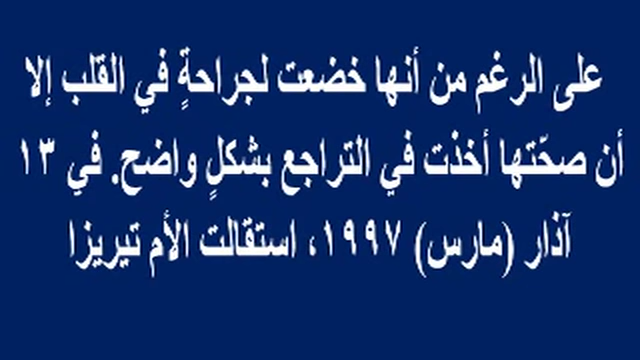 على الرغم من أنها خضعت لجراحةٍ في القلب إلا
أن صحّتها أخذت في التراجع بشكلٍ واضح. في ١٣
آذار (مارس) ١٩٩٧، استقالت الأم تيريزا